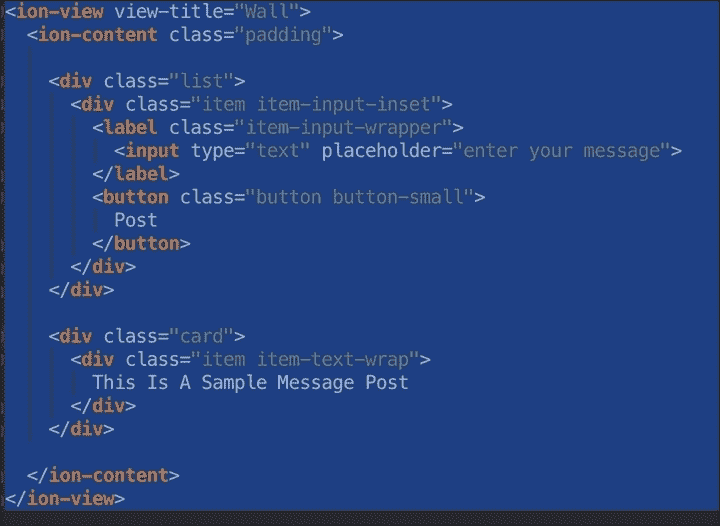 <ion-view view-title="Wall">
  <ion-content class="padding">

    <div class="list">
      <div class="item item-input-inset">
        <label class="item-input-wrapper">
          <input type="text" placeholder="enter your message">
        </label>
        <button class="button button-small">
          Post
        </button>
      </div>
    </div>

    <div class="card">
      <div class="item item-text-wrap">
        This Is A Sample Message Post
      </div>
    </div>

  </ion-content>
</ion-view>